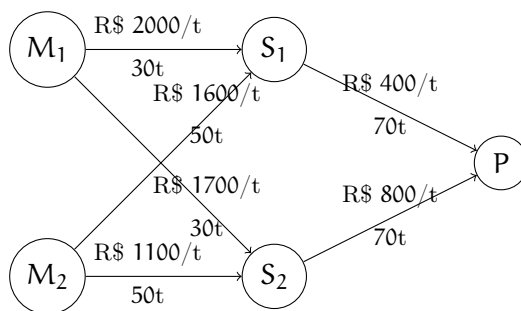 R$ 2000/t
M₁
S₁
30t
R$ 1600/t
R$ 400/t
50t
70t
P
R$ 1700/t
R$ 800/t
30t
70t
R$ 1100/t
M₂
S₂
50t